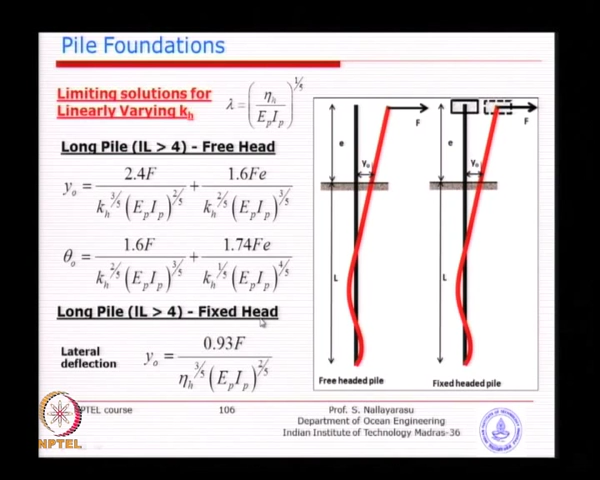 Pile Foundations
Limiting solutions for
Linearly Varying kh
λ = (ηh / EpIp)^1/5
Long Pile (lL > 4) - Free Head
yo = 2.4F / kh^3/5 (EpIp)^2/5 + 1.6Fe / kh^2/5 (EpIp)^3/5
θo = 1.6F / kh^2/5 (EpIp)^3/5 + 1.74Fe / kh^1/5 (EpIp)^4/5
Long Pile (lL > 4) - Fixed Head
Lateral
deflection
yo = 0.93F / ηh^3/5 (EpIp)^2/5
F
e
yo
L
Free headed pile
F
e
yo
L
Fixed headed pile
NPTEL course
106
Prof. S. Nallayarasu
Department of Ocean Engineering
Indian Institute of Technology Madras-36
NPTEL